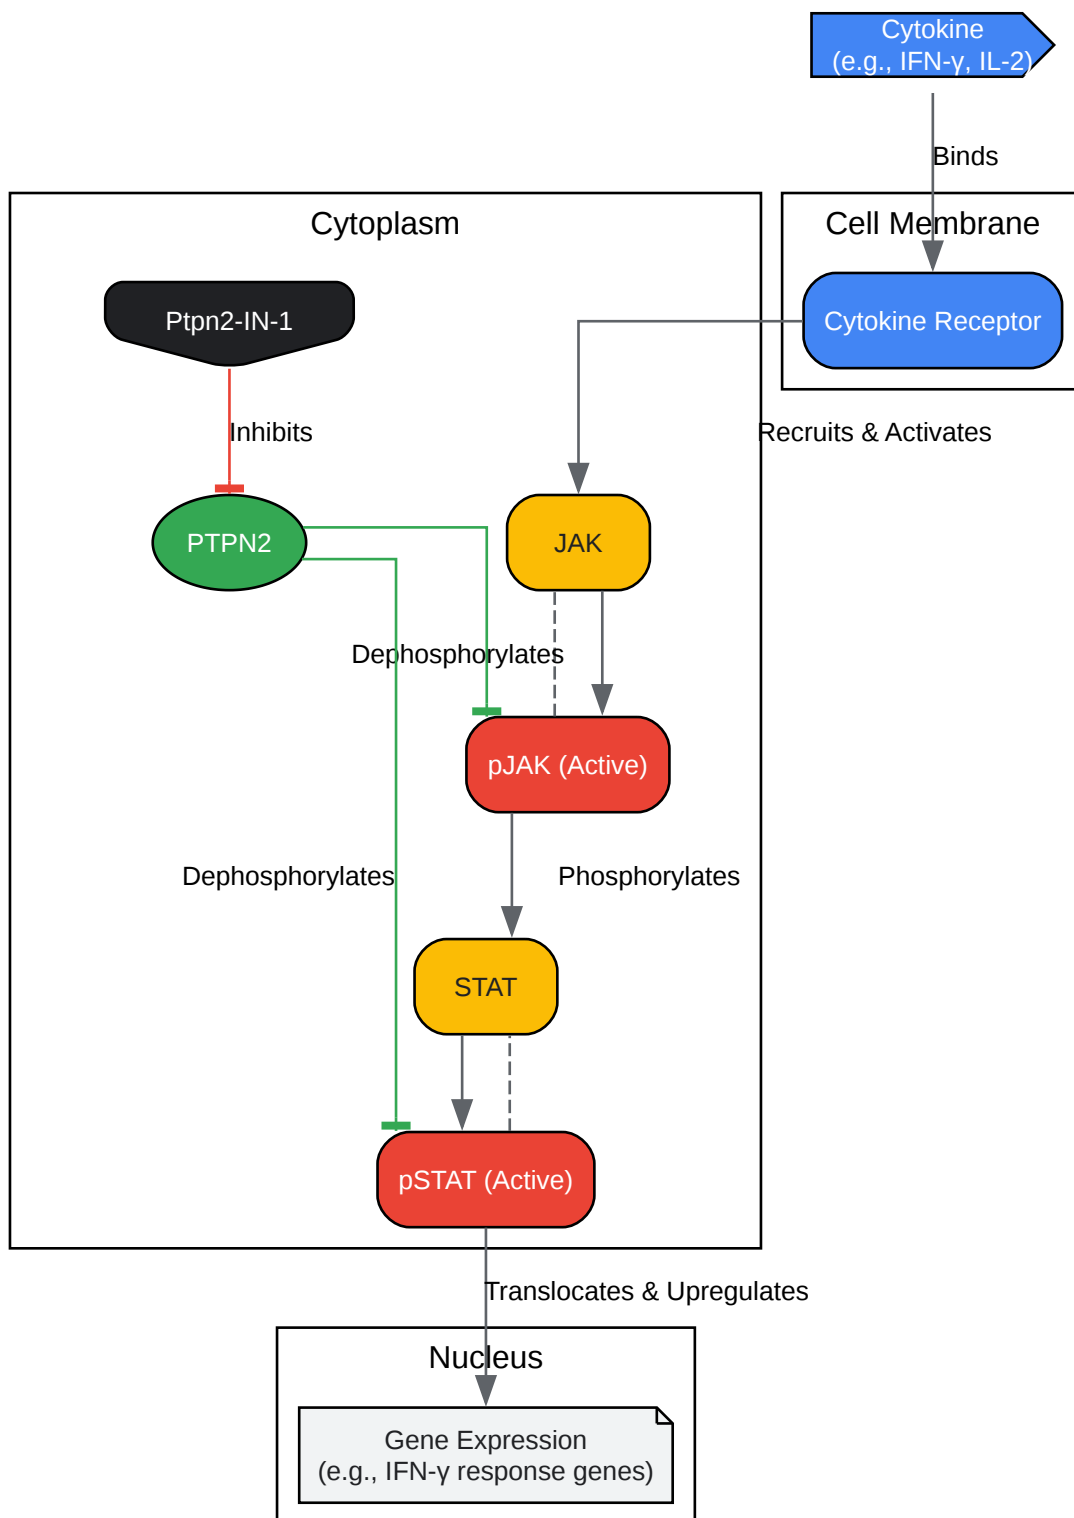 Cytokine
(e.g., IFN-γ, IL-2)
Binds
Cytoplasm
Cell Membrane
Ptpn2-IN-1
Cytokine Receptor
Inhibits
Recruits & Activates
PTPN2
JAK
Dephosphorylates
pJAK (Active)
Dephosphorylates
Phosphorylates
STAT
pSTAT (Active)
Translocates & Upregulates
Nucleus
Gene Expression
(e.g., IFN-γ response genes)